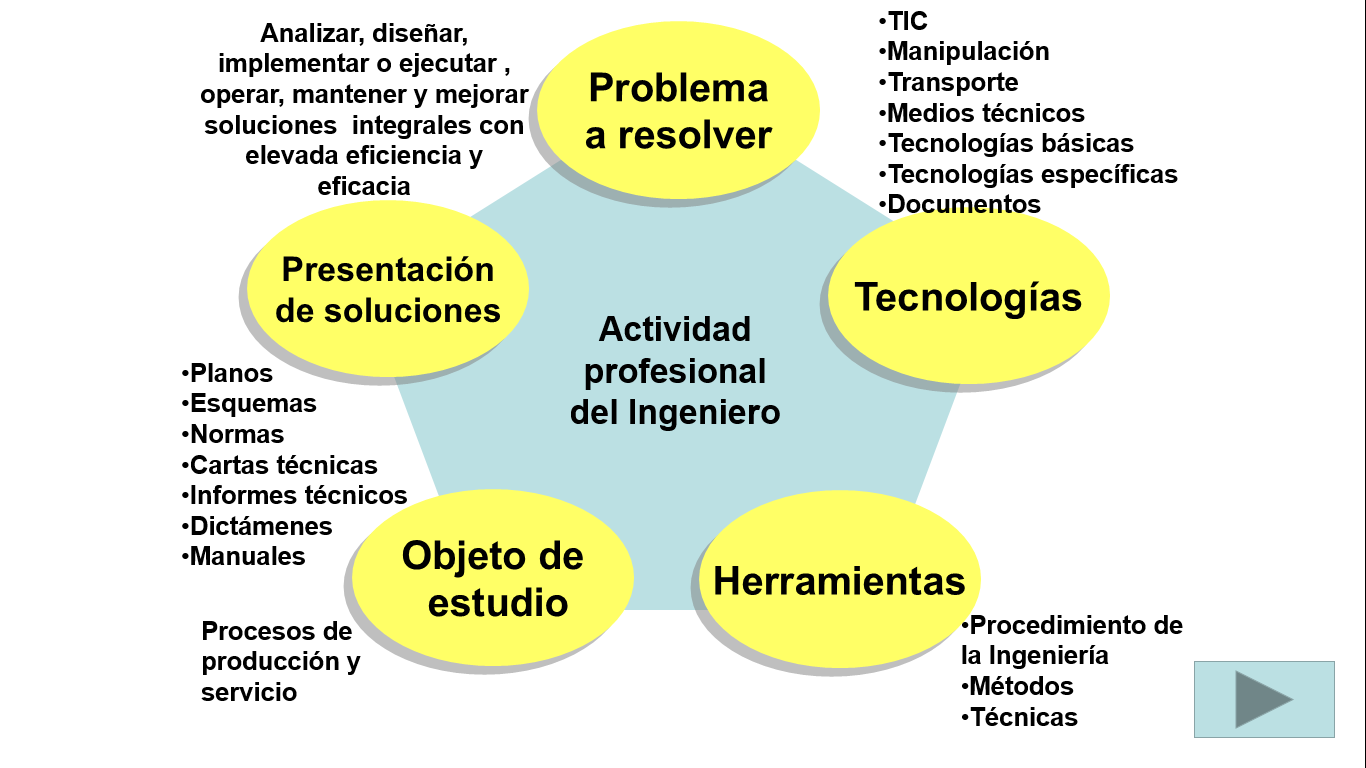 Analizar, diseñar,
implementar o ejecutar ,
operar, mantener y mejorar
soluciones  integrales con
elevada eficiencia y
eficacia
Problema
a resolver
•TIC
•Manipulación
•Transporte
•Medios técnicos
•Tecnologías básicas
•Tecnologías específicas
•Documentos
Presentación
de soluciones
Tecnologías
Actividad
profesional
del Ingeniero
•Planos
•Esquemas
•Normas
•Cartas técnicas
•Informes técnicos
•Dictámenes
•Manuales
Objeto de
estudio
Herramientas
Procesos de
producción y
servicio
•Procedimiento de
la Ingeniería
•Métodos
•Técnicas